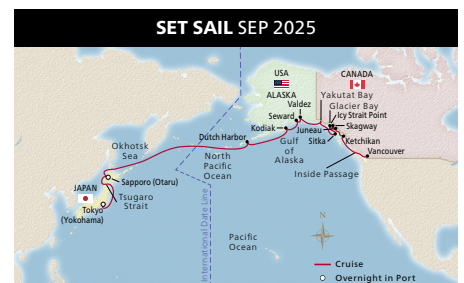 SET SAIL SEP 2025
USA
CANADA
ALASKA
Yakutat Bay
Valdez
Glacier Bay
Seward
Icy Strait Point
Kodiak
Juneau
Skagway
Dutch Harbor
Sitka
Ketchikan
Gulf
of
Alaska
Vancouver
Okhotsk
Sea
North
Pacific
Ocean
Inside Passage
Sapporo (Otaru)
JAPAN
Tsugaro
Strait
Tokyo
(Yokohama)
International Date Line
Pacific
Ocean
N
Cruise
Overnight in Port